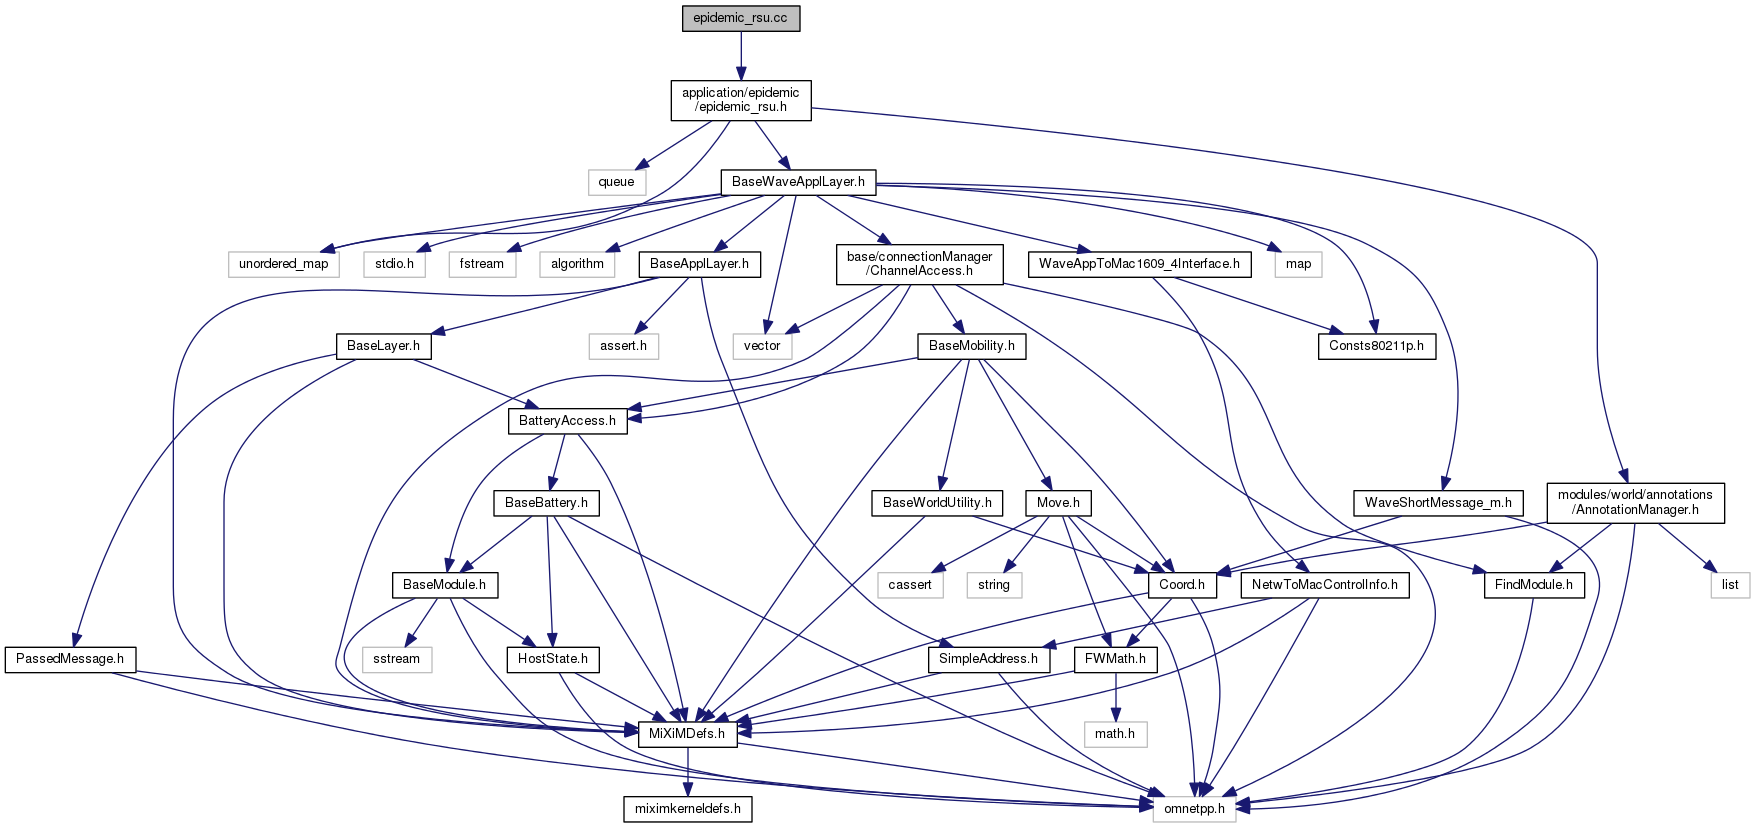 epidemic_rsu.cc
application/epidemic
/epidemic_rsu.h
queue
BaseWaveApplLayer.h
unordered_map
stdio.h
fstream
algorithm
BaseApplLayer.h
base/connectionManager
/ChannelAccess.h
WaveAppToMac1609_4Interface.h
map
BaseLayer.h
assert.h
vector
BaseMobility.h
Consts80211p.h
BatteryAccess.h
BaseBattery.h
BaseWorldUtility.h
Move.h
WaveShortMessage_m.h
modules/world/annotations
/AnnotationManager.h
BaseModule.h
cassert
string
Coord.h
NetwToMacControlInfo.h
FindModule.h
list
PassedMessage.h
sstream
HostState.h
SimpleAddress.h
FWMath.h
MiXiMDefs.h
math.h
miximkerneldefs.h
omnetpp.h